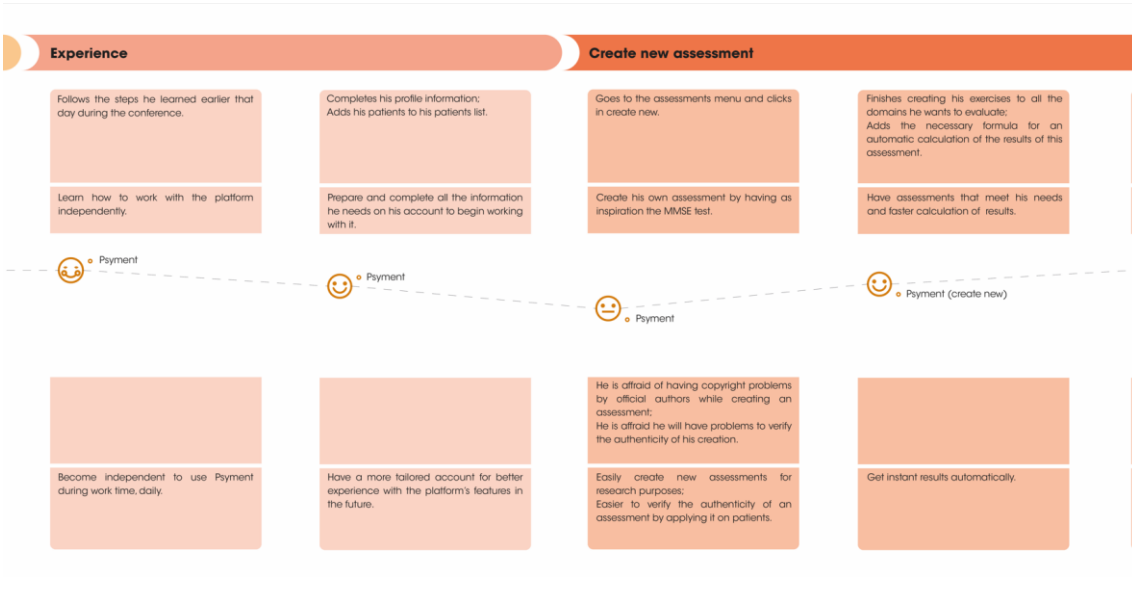 Experience
Create new assessment
Follows the steps he learned earlier that
day during the conference.
Completes his profile information;
Adds his patients to his patients list.
Goes to the assessments menu and clicks
in create new.
Finishes creating his exercises to all the
domains he wants to evaluate;
Adds the necessary formula for an
automatic calculation of the results of this
assessment.
Learn how to work with the platform
independently.
Prepare and complete all the information
he needs on his account to begin working
with it.
Create his own assessment by having as
inspiration the MMSE test.
Have assessments that meet his needs
and faster calculation of results.
Psyment
Psyment
Psyment
Psyment (create new)
He is affraid of having copyright problems
by official authors while creating an
assessment;
He is affraid he will have problems to verify
the authenticity of his creation.
Become independent to use Psyment
during work time, daily.
Have a more tailored account for better
experience with the platform's features in
the future.
Easily create new assessments for
research purposes;
Easier to verify the authenticity of an
assessment by applying it on patients.
Get instant results automatically.